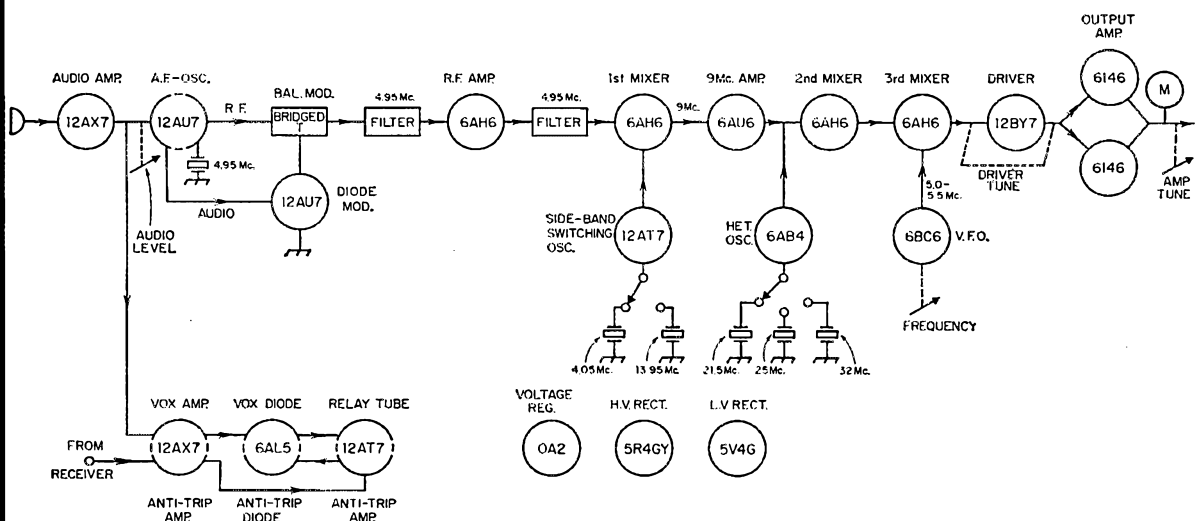 OUTPUT
AMP.
AUDIO AMP.
A.F.-OSC.
BAL. MOD.
R.F. AMP.
1st MIXER
9Mc. AMP.
2nd MIXER
3rd MIXER
DRIVER
6146
M
12AX7
12AU7
R.F.
BRIDGED
4.95 Mc.
FILTER
6AH6
4.95 Mc.
FILTER
6AH6
9Mc.
6AU6
6AH6
6AH6
12BY7
6146
4.95 Mc.
DRIVER
TUNE
AMP
TUNE
AUDIO
LEVEL
AUDIO
12AU7
DIODE
MOD.
SIDE-BAND
SWITCHING
OSC.
12AT7
HET.
OSC.
6AB4
5.0-
5.5 Mc.
6BC6
V.F.O.
FREQUENCY
4.05 Mc.
13.95 Mc.
21.5 Mc.
25 Mc.
32 Mc.
VOX AMP.
VOX DIODE
RELAY TUBE
VOLTAGE
REG.
H.V. RECT.
L.V RECT.
FROM
RECEIVER
12AX7
6AL5
12AT7
0A2
5R4GY
5V4G
ANTI-TRIP
AMP.
ANTI-TRIP
DIODE
ANTI-TRIP
AMP.